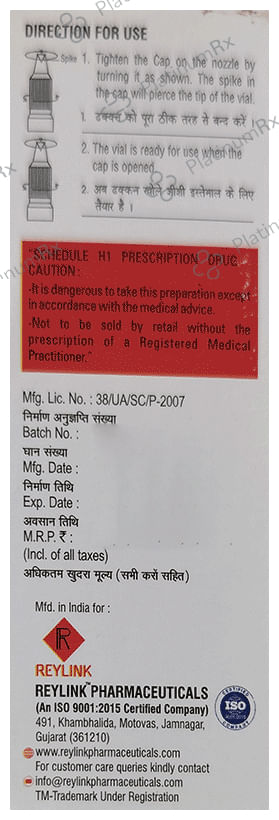 DIRECTION FOR USE
Spike
1. Tighten the Cap on the nozzle by
turning it as shown. The spike in
the cap will pierce the tip of the vial.
1. ढक्कन को पूरा ठीक तरह से बन्द करें
2. The vial is ready for use when the
cap is opened.
2. अब ढक्कन खोले शीशी इस्तेमाल के लिए
तैयार है।
"SCHEDULE H1 PRESCRIPTION DRUG -
CAUTION :
-It is dangerous to take this preparation except
in accordance with the medical advice.
-Not to be sold by retail without the
prescription of a Registered Medical
Practitioner."
Mfg. Lic. No. : 38/UA/SC/P-2007
निर्माण अनुज्ञप्ति संख्या
Batch No. :
घान संख्या
Mfg. Date :
निर्माण तिथि
Exp. Date :
अवसान तिथि
M.R.P. ₹ :
(Incl. of all taxes)
अधिकतम खुदरा मूल्य (सभी करों सहित)
Mfd. in India for :
R
REYLINK
REYLINK™ PHARMACEUTICALS
(An ISO 9001:2015 Certified Company)
491, Khambhalida, Motovas, Jamnagar,
Gujarat (361210)
www.reylinkpharmaceuticals.com
For customer care queries kindly contact
info@reylinkpharmaceuticals.com
TM-Trademark Under Registration
ISO
PlatinumRx